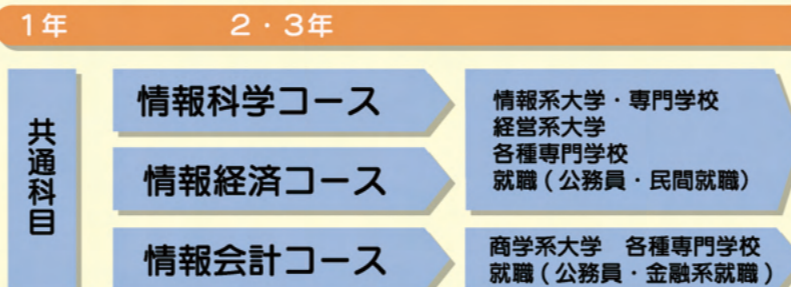 1年 2・3年
共通科目
情報科学コース
情報経済コース
情報会計コース
情報系大学・専門学校
経営系大学
各種専門学校
就職(公務員・民間就職)
商学系大学 各種専門学校
就職(公務員・金融系就職)